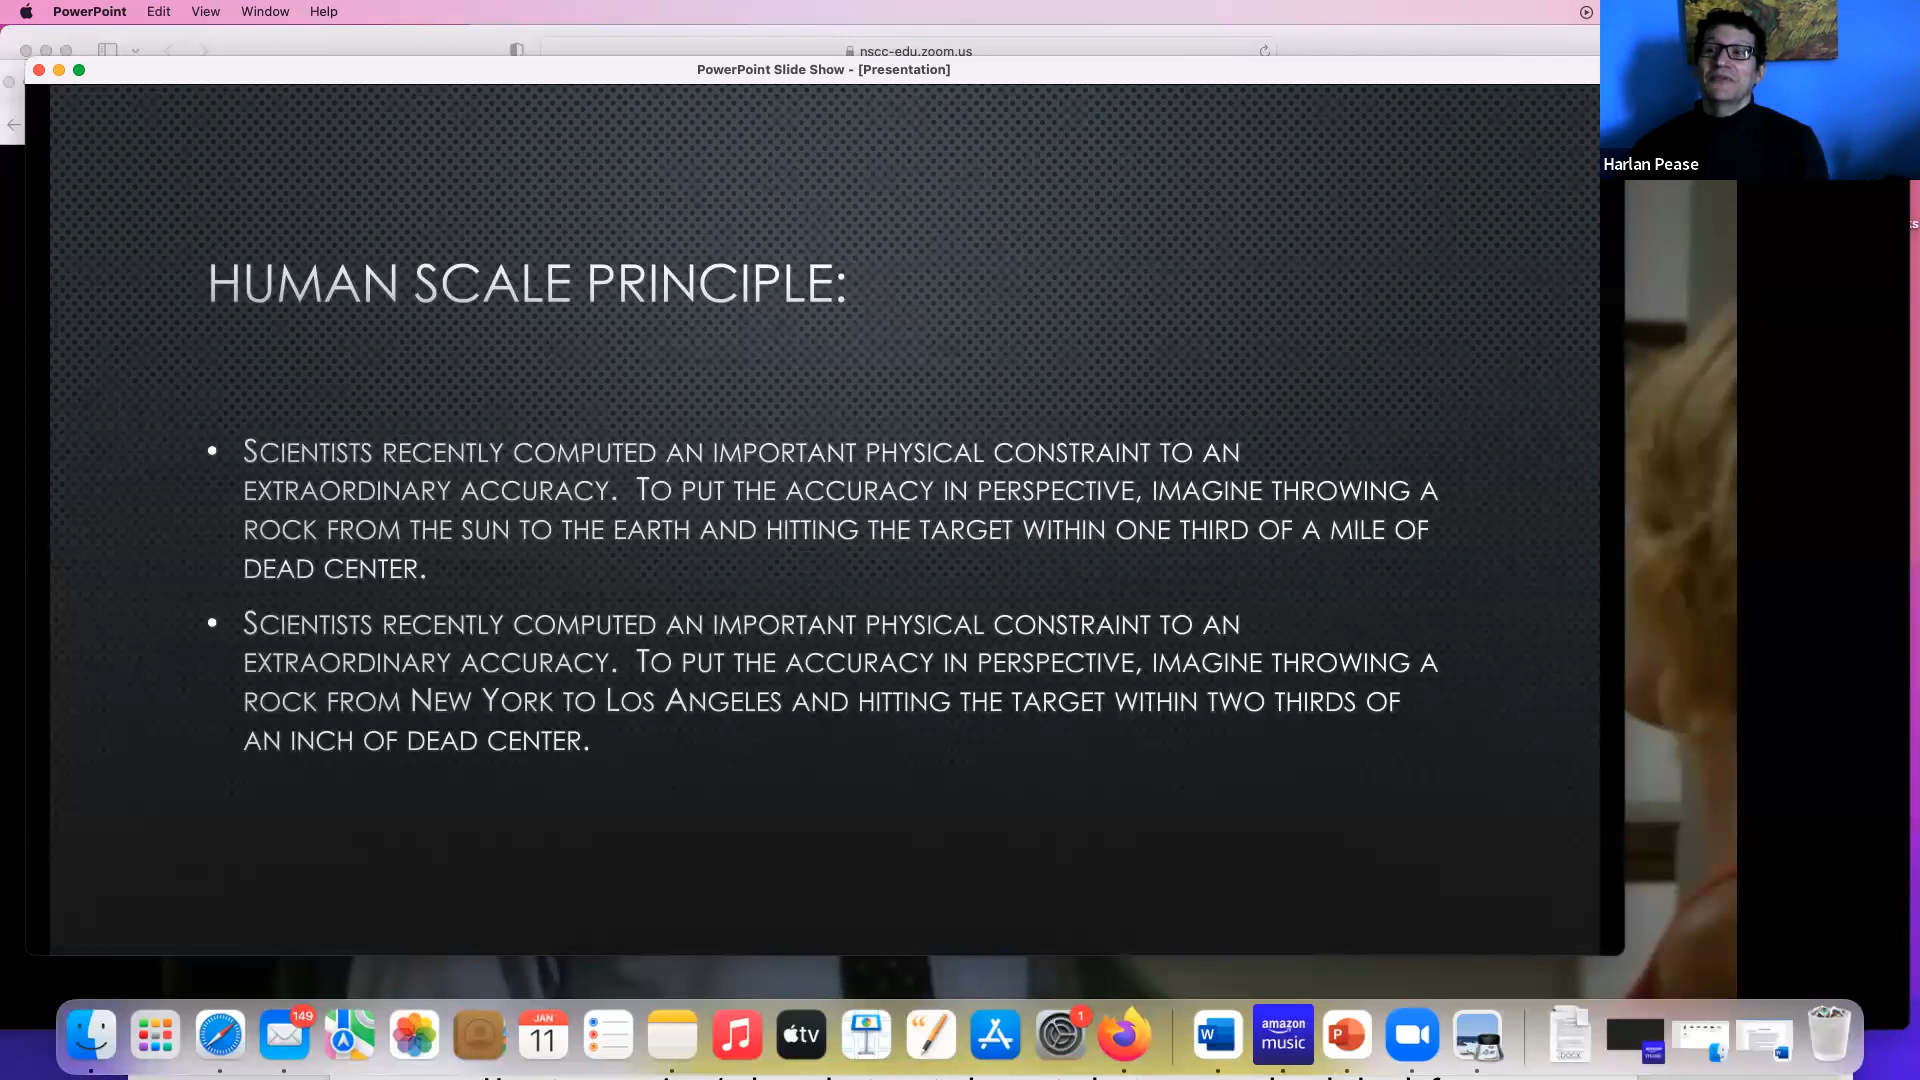 PowerPoint Edit View Window Help
nscc-edu.zoom.us
PowerPoint Slide Show - [Presentation]
Harlan Pease
HUMAN SCALE PRINCIPLE:
• SCIENTISTS RECENTLY COMPUTED AN IMPORTANT PHYSICAL CONSTRAINT TO AN
EXTRAORDINARY ACCURACY. TO PUT THE ACCURACY IN PERSPECTIVE, IMAGINE THROWING A
ROCK FROM THE SUN TO THE EARTH AND HITTING THE TARGET WITHIN ONE THIRD OF A MILE OF
DEAD CENTER.
• SCIENTISTS RECENTLY COMPUTED AN IMPORTANT PHYSICAL CONSTRAINT TO AN
EXTRAORDINARY ACCURACY. TO PUT THE ACCURACY IN PERSPECTIVE, IMAGINE THROWING A
ROCK FROM NEW YORK TO LOS ANGELES AND HITTING THE TARGET WITHIN TWO THIRDS OF
AN INCH OF DEAD CENTER.
149
JAN
11
tv
1
W
amazon
music
P
DOCX